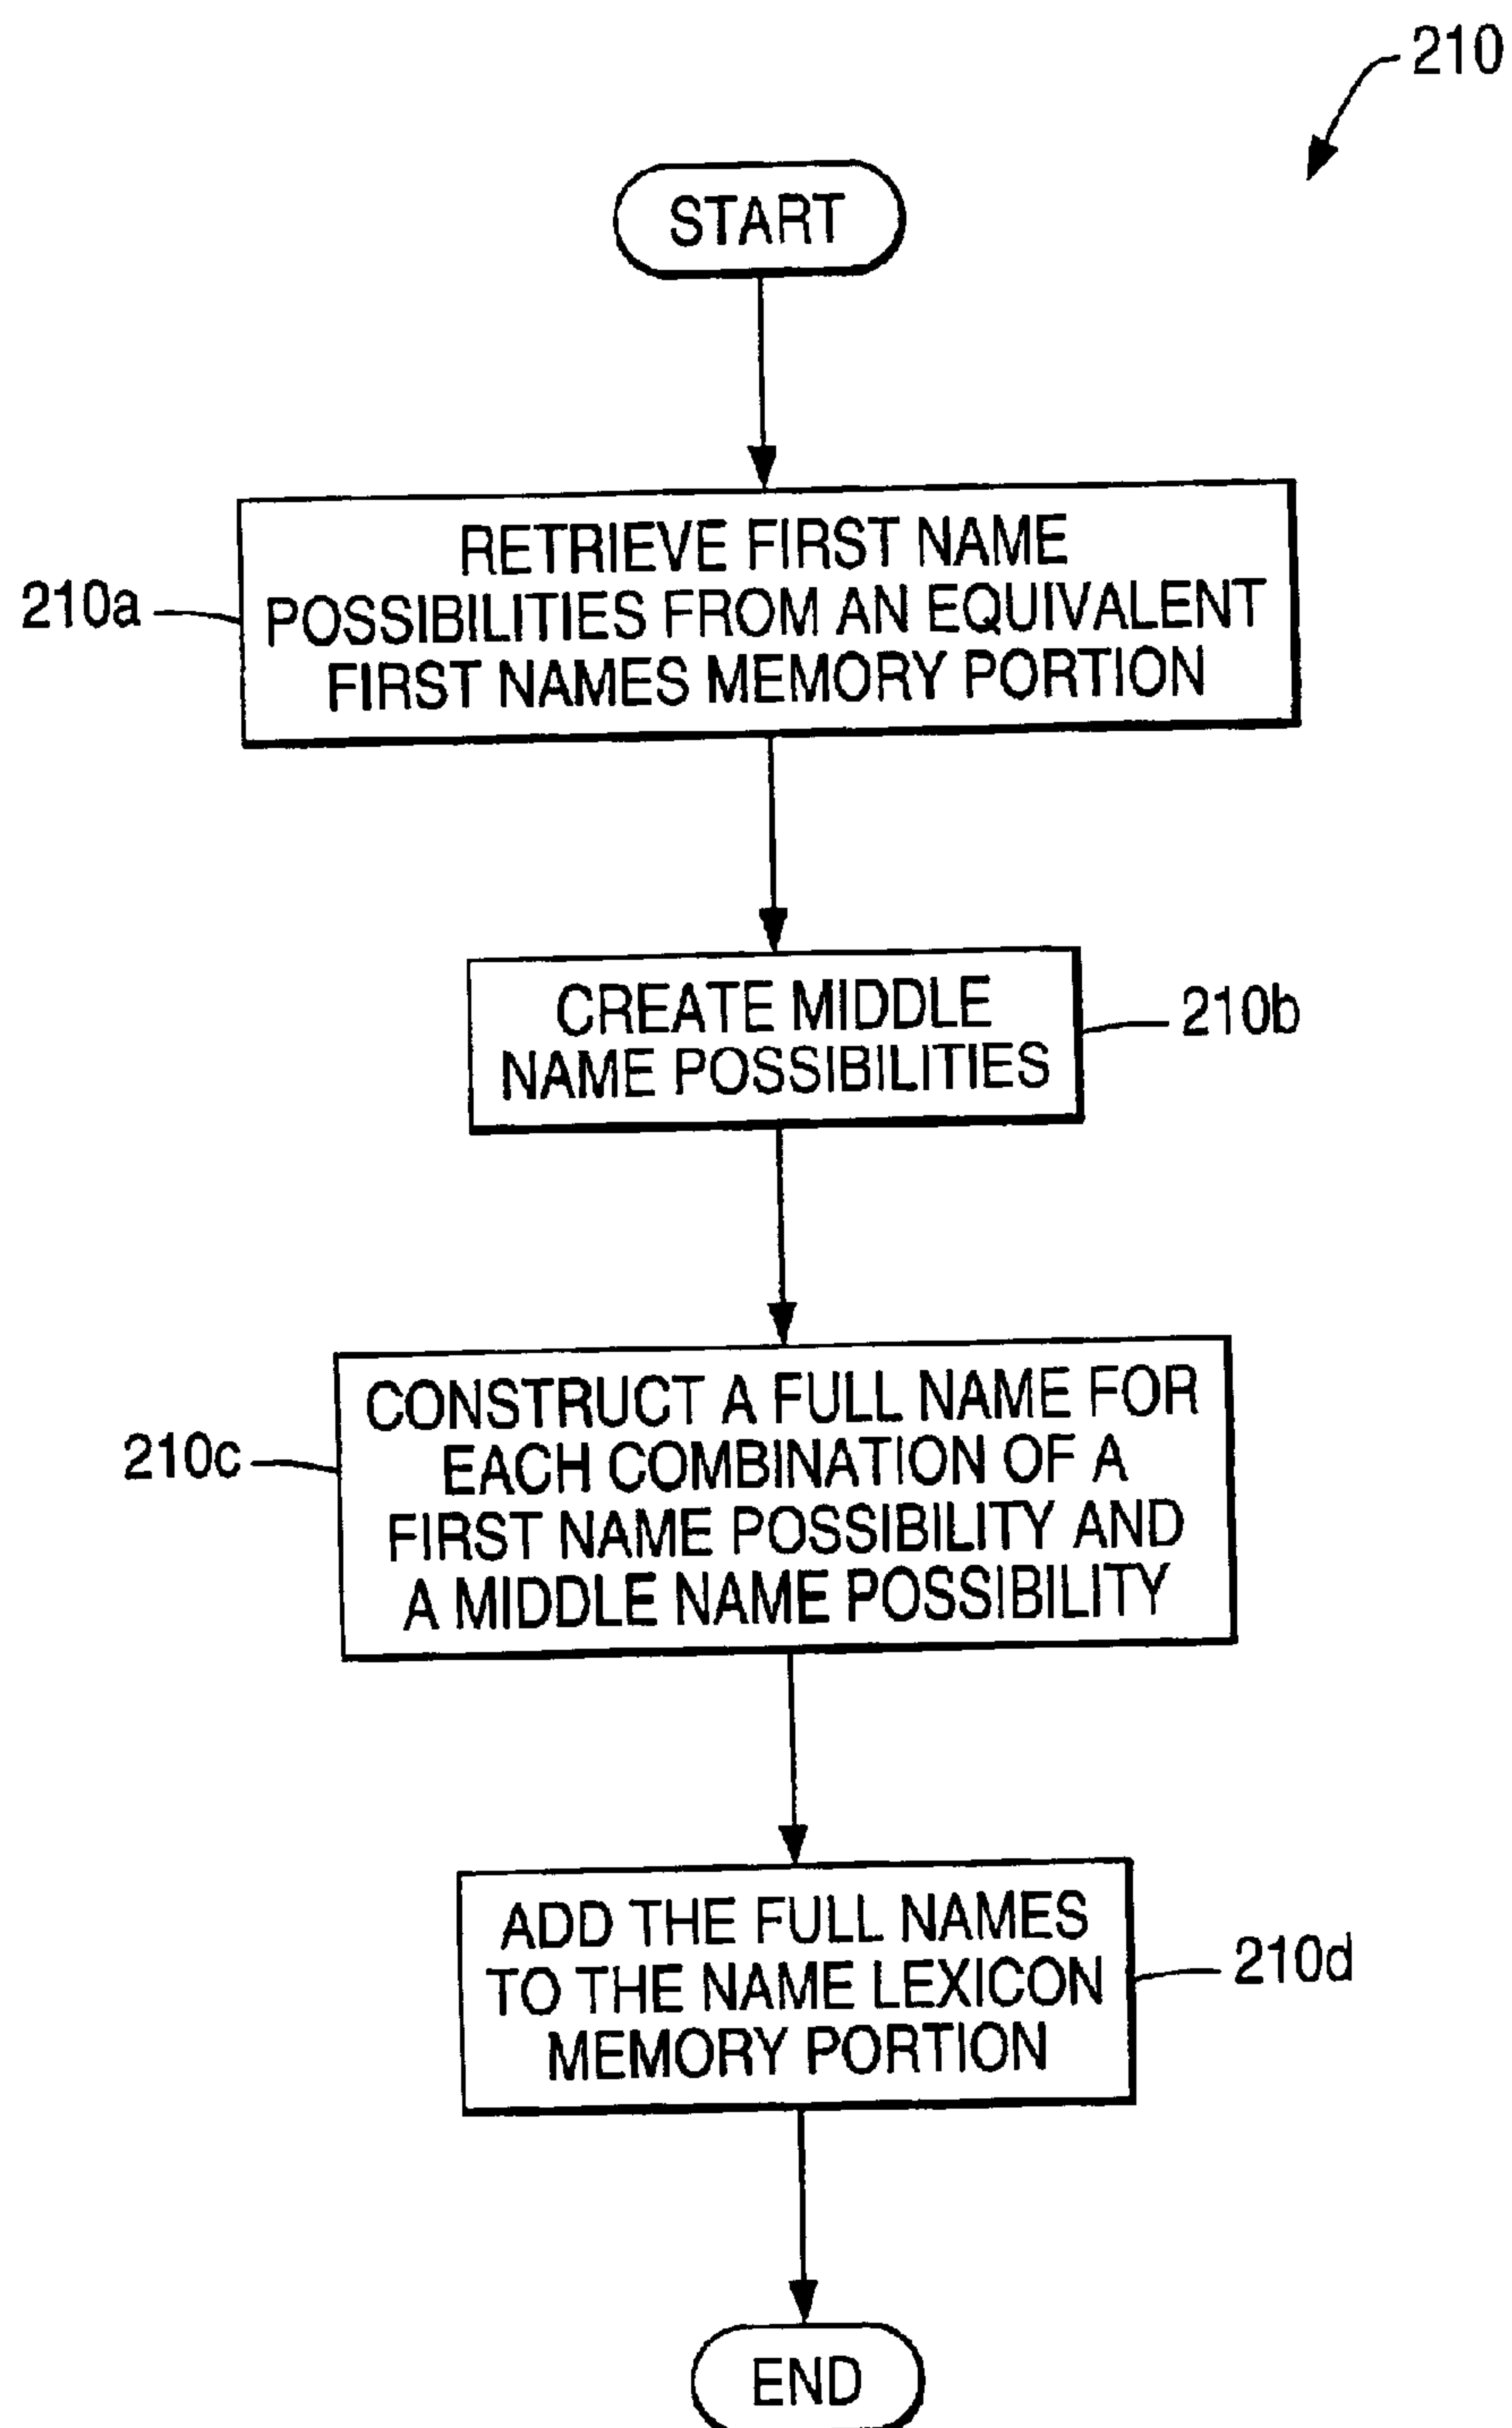 210
START
RETRIEVE FIRST NAME
POSSIBILITIES FROM AN EQUIVALENT
FIRST NAMES MEMORY PORTION
210a
CREATE MIDDLE
NAME POSSIBILITIES
210b
CONSTRUCT A FULL NAME FOR
EACH COMBINATION OF A
FIRST NAME POSSIBILITY AND
A MIDDLE NAME POSSIBILITY
210c
ADD THE FULL NAMES
TO THE NAME LEXICON
MEMORY PORTION
210d
END